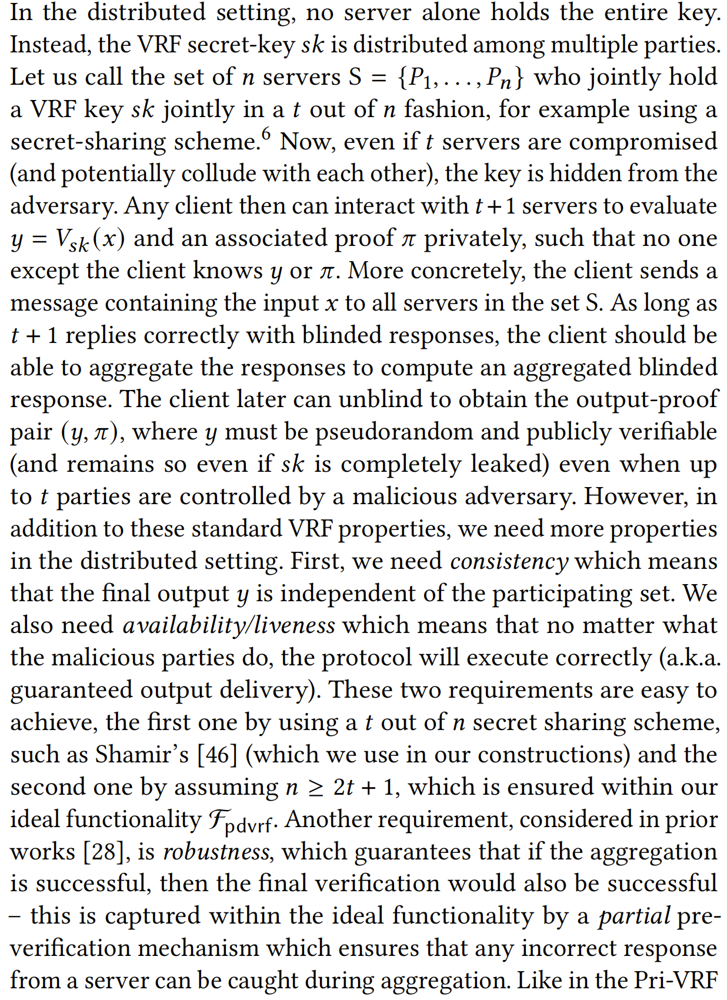 In the distributed setting, no server alone holds the entire key.
Instead, the VRF secret-key sk is distributed among multiple parties.
Let us call the set of n servers S = {P₁, . . . , Pₙ} who jointly hold
a VRF key sk jointly in a t out of n fashion, for example using a
secret-sharing scheme.⁶ Now, even if t servers are compromised
(and potentially collude with each other), the key is hidden from the
adversary. Any client then can interact with t + 1 servers to evaluate
y = V_sk(x) and an associated proof π privately, such that no one
except the client knows y or π. More concretely, the client sends a
message containing the input x to all servers in the set S. As long as
t + 1 replies correctly with blinded responses, the client should be
able to aggregate the responses to compute an aggregated blinded
response. The client later can unblind to obtain the output-proof
pair (y, π), where y must be pseudorandom and publicly verifiable
(and remains so even if sk is completely leaked) even when up
to t parties are controlled by a malicious adversary. However, in
addition to these standard VRF properties, we need more properties
in the distributed setting. First, we need consistency which means
that the final output y is independent of the participating set. We
also need availability/liveness which means that no matter what
the malicious parties do, the protocol will execute correctly (a.k.a.
guaranteed output delivery). These two requirements are easy to
achieve, the first one by using a t out of n secret sharing scheme,
such as Shamir's [46] (which we use in our constructions) and the
second one by assuming n ≥ 2t + 1, which is ensured within our
ideal functionality ℱ_pdvrf. Another requirement, considered in prior
works [28], is robustness, which guarantees that if the aggregation
is successful, then the final verification would also be successful
– this is captured within the ideal functionality by a partial pre-
verification mechanism which ensures that any incorrect response
from a server can be caught during aggregation. Like in the Pri-VRF